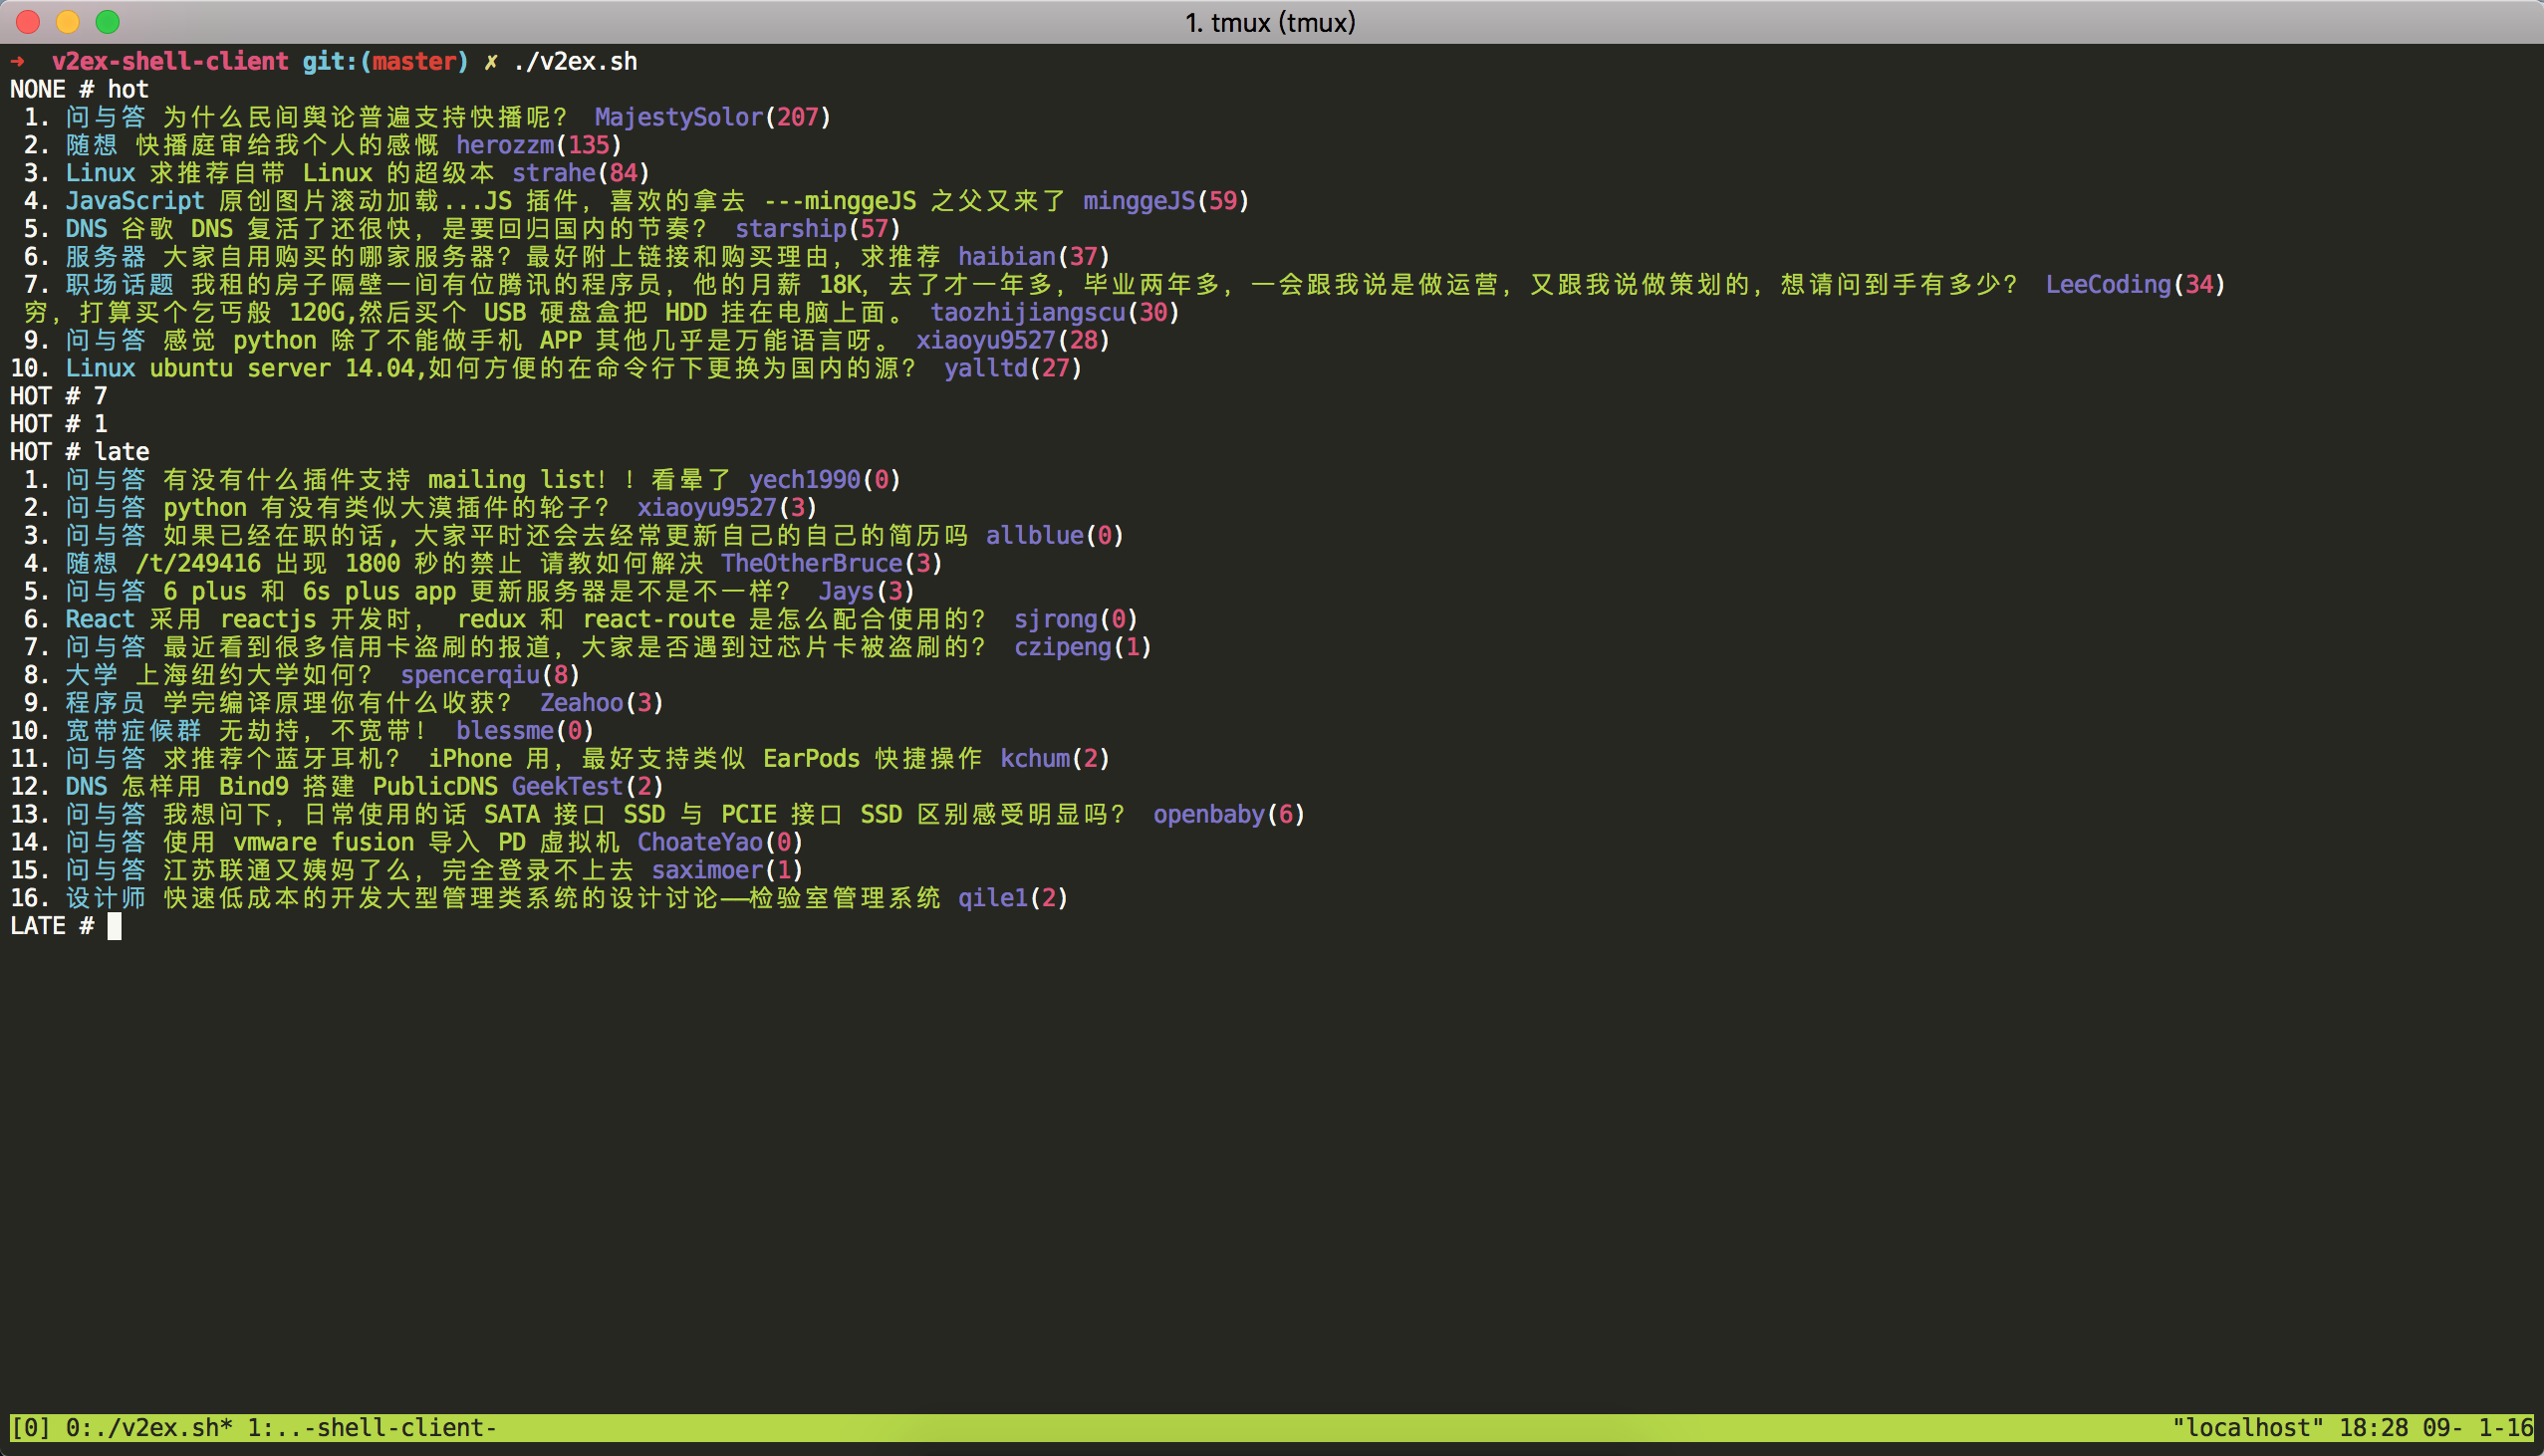 1. tmux (tmux)
➜  v2ex-shell-client git:(master) ✗ ./v2ex.sh
NONE # hot
1. 问与答 为什么民间舆论普遍支持快播呢？ MajestySolor(207)
2. 随想 快播庭审给我个人的感慨 herozzm(135)
3. Linux 求推荐自带 Linux 的超级本 strahe(84)
4. JavaScript 原创图片滚动加载...JS 插件，喜欢的拿去 ---minggeJS 之父又来了 minggeJS(59)
5. DNS 谷歌 DNS 复活了还很快，是要回归国内的节奏？ starship(57)
6. 服务器 大家自用购买的哪家服务器？最好附上链接和购买理由，求推荐 haibian(37)
7. 职场话题 我租的房子隔壁一间有位腾讯的程序员，他的月薪 18K，去了才一年多，毕业两年多，一会跟我说是做运营，又跟我说做策划的，想请问到手有多少？ LeeCoding(34)
穷，打算买个乞丐般 120G,然后买个 USB 硬盘盒把 HDD 挂在电脑上面。 taozhijiangscu(30)
9. 问与答 感觉 python 除了不能做手机 APP 其他几乎是万能语言呀。 xiaoyu9527(28)
10. Linux ubuntu server 14.04,如何方便的在命令行下更换为国内的源？ yalltd(27)
HOT # 7
HOT # 1
HOT # late
1. 问与答 有没有什么插件支持 mailing list！！看晕了 yech1990(0)
2. 问与答 python 有没有类似大漠插件的轮子？ xiaoyu9527(3)
3. 问与答 如果已经在职的话，大家平时还会去经常更新自己的自己的简历吗 allblue(0)
4. 随想 /t/249416 出现 1800 秒的禁止 请教如何解决 TheOtherBruce(3)
5. 问与答 6 plus 和 6s plus app 更新服务器是不是不一样？ Jays(3)
6. React 采用 reactjs 开发时， redux 和 react-route 是怎么配合使用的？ sjrong(0)
7. 问与答 最近看到很多信用卡盗刷的报道，大家是否遇到过芯片卡被盗刷的？ czipeng(1)
8. 大学 上海纽约大学如何？ spencerqiu(8)
9. 程序员 学完编译原理你有什么收获？ Zeahoo(3)
10. 宽带症候群 无劫持，不宽带！ blessme(0)
11. 问与答 求推荐个蓝牙耳机？ iPhone 用，最好支持类似 EarPods 快捷操作 kchum(2)
12. DNS 怎样用 Bind9 搭建 PublicDNS GeekTest(2)
13. 问与答 我想问下，日常使用的话 SATA 接口 SSD 与 PCIE 接口 SSD 区别感受明显吗？ openbaby(6)
14. 问与答 使用 vmware fusion 导入 PD 虚拟机 ChoateYao(0)
15. 问与答 江苏联通又姨妈了么，完全登录不上去 saximoer(1)
16. 设计师 快速低成本的开发大型管理类系统的设计讨论——检验室管理系统 qile1(2)
LATE #
[0] 0:./v2ex.sh* 1:..-shell-client- "localhost" 18:28 09- 1-16